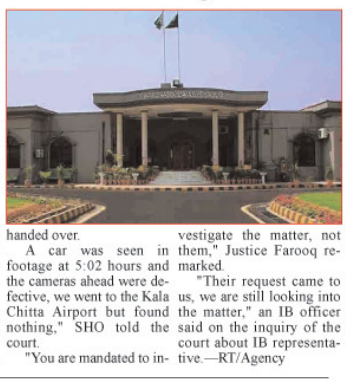 handed over.
A car was seen in
footage at 5:02 hours and
the cameras ahead were de-
fective, we went to the Kala
Chitta Airport but found
nothing," SHO told the
court.
"You are mandated to in-
vestigate the matter, not
them," Justice Farooq re-
marked.
"Their request came to
us, we are still looking into
the matter," an IB officer
said on the inquiry of the
court about IB representa-
tive.—RT/Agency